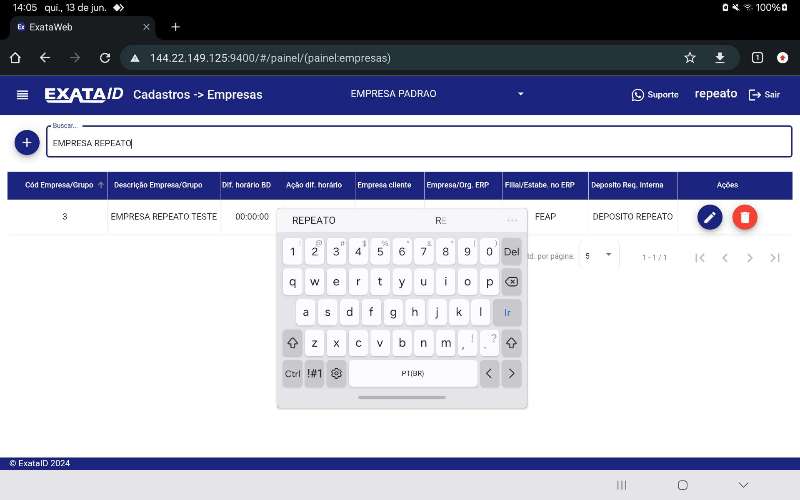 14:05 qui., 13 de jun.
100%
Ex ExataWeb
144.22.149.125:9400/#/painel/(painel:empresas)
1
EXATAID Cadastros -> Empresas EMPRESA PADRAO Suporte repeato Sair
Buscar...
EMPRESA REPEATO
Cód Empresa/Grupo Descrição Empresa/Grupo Dif. horário BD Ação dif. horário Empresa cliente Empresa/Org. ERP Filial/Estabe. no ERP Deposito Req. Interna Ações
3 EMPRESA REPEATO TESTE 00:00:00 FEAP DEPOSITO REPEATO
td. por página: 5 1 - 1 / 1
REPEATO RE ...
1 2 3 4 5 6 7 8 9 0 Del
q w e r t y u i o p
a s d f g h j k l Ir
z x c v b n m , ! . ?
Ctrl !#1 PT(BR) < >
© ExataID 2024